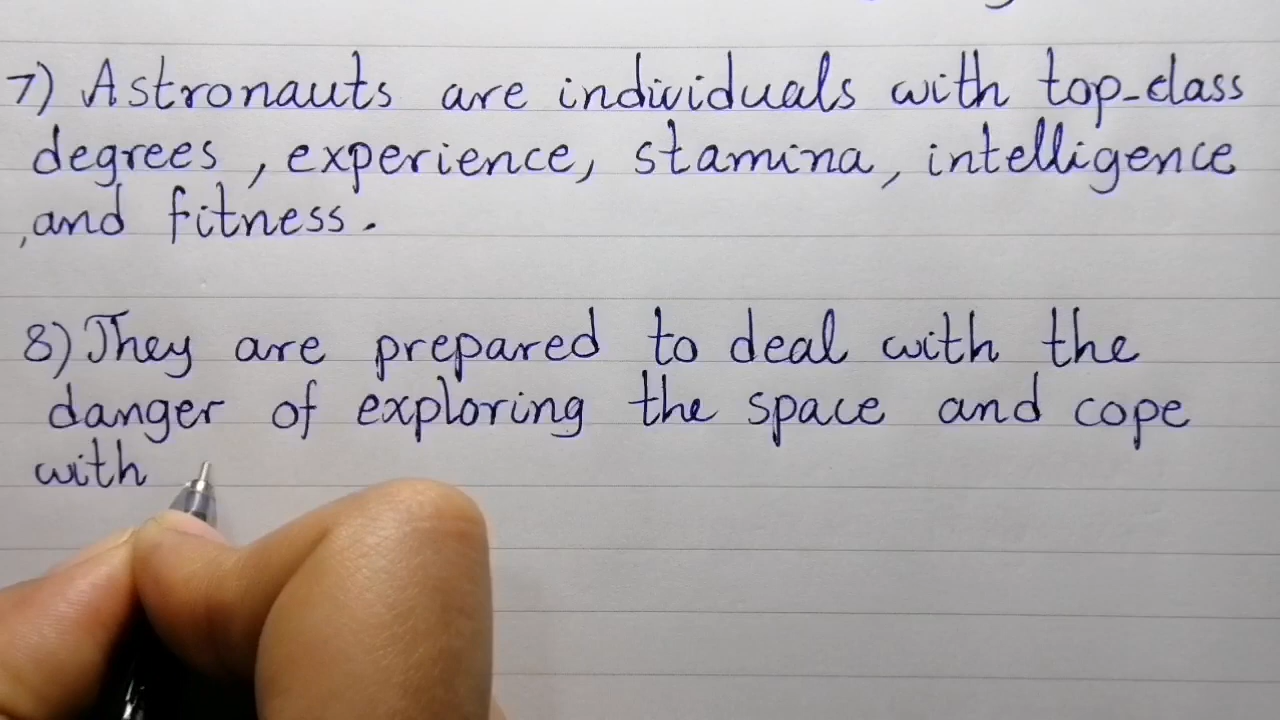 7) Astronauts are individuals with top-class
degrees, experience, stamina, intelligence
,and fitness.
8) They are prepared to deal with the
danger of exploring the space and cope
with